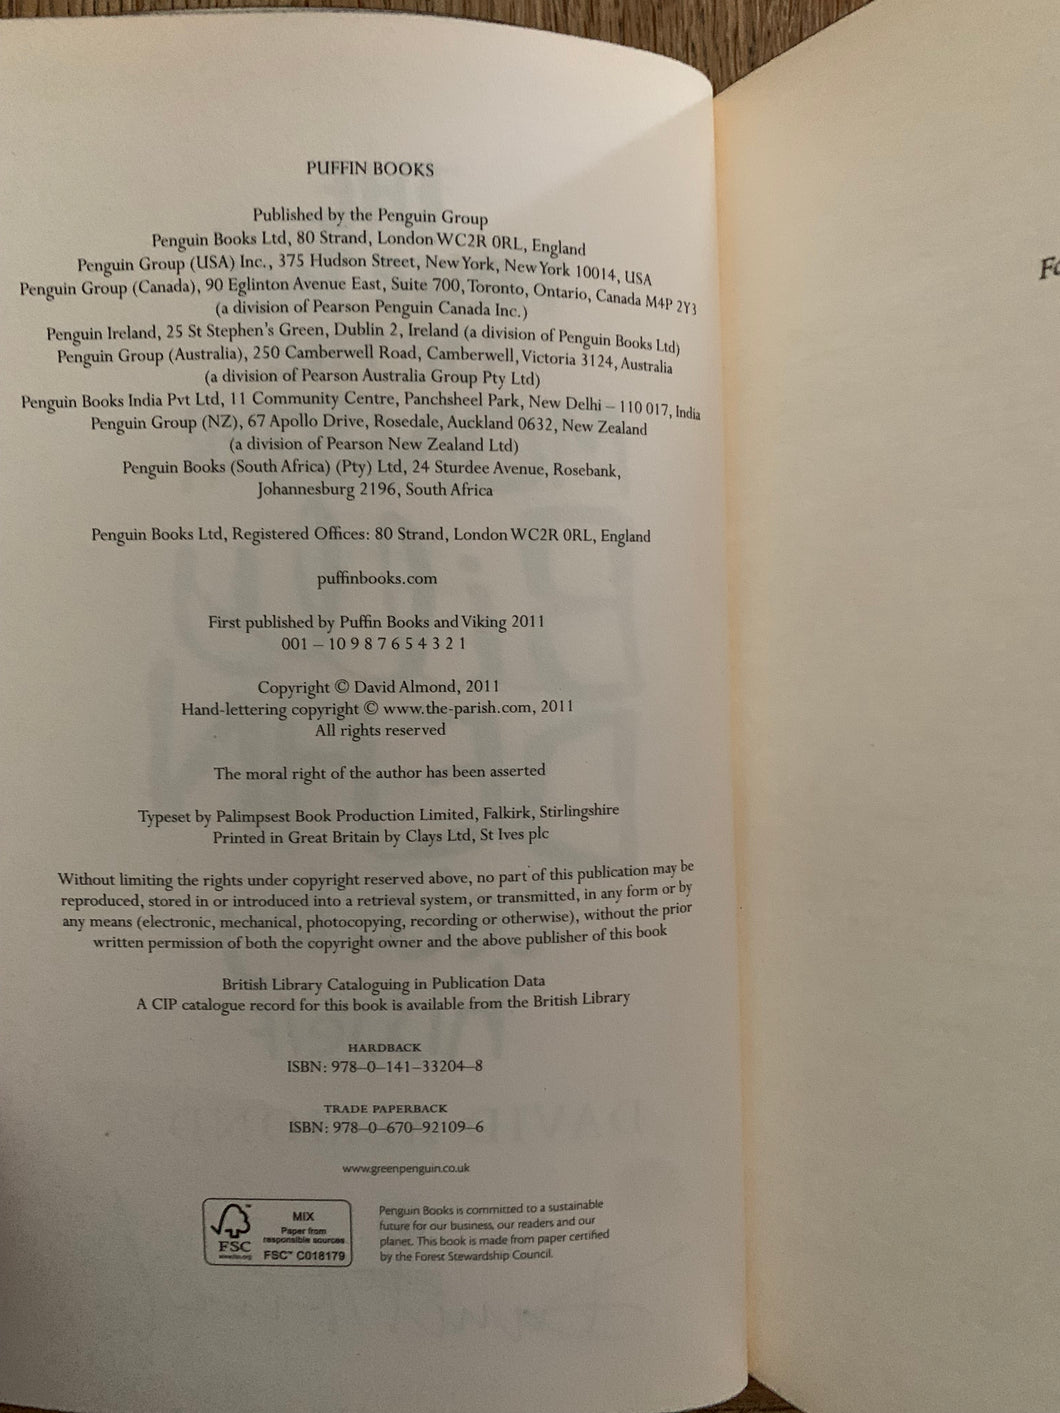 PUFFIN BOOKS
Published by the Penguin Group
Penguin Books Ltd, 80 Strand, London WC2R 0RL, England
Penguin Group (USA) Inc., 375 Hudson Street, New York, New York 10014, USA
Penguin Group (Canada), 90 Eglinton Avenue East, Suite 700, Toronto, Ontario, Canada M4P 2Y3
(a division of Pearson Penguin Canada Inc.)
Penguin Ireland, 25 St Stephen's Green, Dublin 2, Ireland (a division of Penguin Books Ltd)
Penguin Group (Australia), 250 Camberwell Road, Camberwell, Victoria 3124, Australia
(a division of Pearson Australia Group Pty Ltd)
Penguin Books India Pvt Ltd, 11 Community Centre, Panchsheel Park, New Delhi – 110 017, India
Penguin Group (NZ), 67 Apollo Drive, Rosedale, Auckland 0632, New Zealand
(a division of Pearson New Zealand Ltd)
Penguin Books (South Africa) (Pty) Ltd, 24 Sturdee Avenue, Rosebank,
Johannesburg 2196, South Africa
Penguin Books Ltd, Registered Offices: 80 Strand, London WC2R 0RL, England
puffinbooks.com
First published by Puffin Books and Viking 2011
001 – 10 9 8 7 6 5 4 3 2 1
Copyright © David Almond, 2011
Hand-lettering copyright © www.the-parish.com, 2011
All rights reserved
The moral right of the author has been asserted
Typeset by Palimpsest Book Production Limited, Falkirk, Stirlingshire
Printed in Great Britain by Clays Ltd, St Ives plc
Without limiting the rights under copyright reserved above, no part of this publication may be
reproduced, stored in or introduced into a retrieval system, or transmitted, in any form or by
any means (electronic, mechanical, photocopying, recording or otherwise), without the prior
written permission of both the copyright owner and the above publisher of this book
British Library Cataloguing in Publication Data
A CIP catalogue record for this book is available from the British Library
HARDBACK
ISBN: 978–0–141–33204–8
TRADE PAPERBACK
ISBN: 978–0–670–92109–6
www.greenpenguin.co.uk
FSC
MIX
Paper from
responsible sources
FSC™ C018179
Penguin Books is committed to a sustainable
future for our business, our readers and our
planet. This book is made from paper certified
by the Forest Stewardship Council.